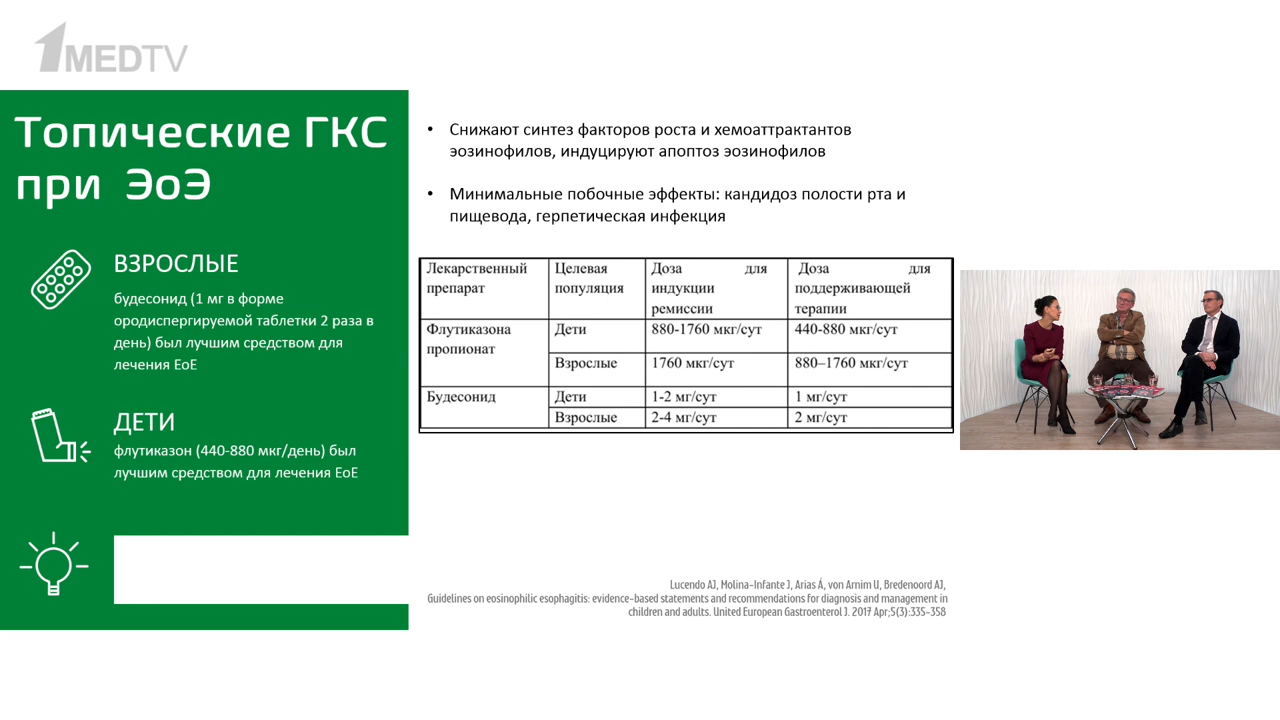 1MEDTV
Топические ГКС
при ЭоЭ
ВЗРОСЛЫЕ
будесонид (1 мг в форме
ородиспергируемой таблетки 2 раза в
день) был лучшим средством для
лечения ЕоЕ
ДЕТИ
флутиказон (440-880 мкг/день) был
лучшим средством для лечения ЕоЕ
• Снижают синтез факторов роста и хемоаттрактантов
эозинофилов, индуцируют апоптоз эозинофилов
• Минимальные побочные эффекты: кандидоз полости рта и
пищевода, герпетическая инфекция
Лекарственный Целевая Доза для Доза для
препарат популяция индукции поддерживающей
ремиссии терапии
Флутиказона Дети 880-1760 мкг/сут 440-880 мкг/сут
пропионат
Взрослые 1760 мкг/сут 880–1760 мкг/сут
Будесонид Дети 1-2 мг/сут 1 мг/сут
Взрослые 2-4 мг/сут 2 мг/сут
Lucendo AJ, Molina-Infante J, Arias Á, von Arnim U, Bredenoord AJ,
Guidelines on eosinophilic esophagitis: evidence-based statements and recommendations for diagnosis and management in
children and adults. United European Gastroenterol J. 2017 Apr;5(3):335-358